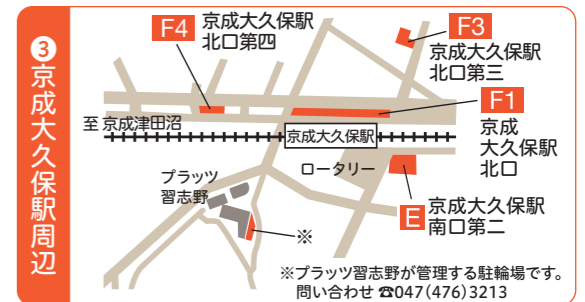 ❸京成大久保駅周辺
F4
京成大久保駅
北口第四
F3
京成大久保駅
北口第三
F1
京成
大久保駅
北口
至 京成津田沼
京成大久保駅
ロータリー
プラッツ
習志野
※
E
京成大久保駅
南口第二
※プラッツ習志野が管理する駐輪場です。
問い合わせ ☎047(476)3213